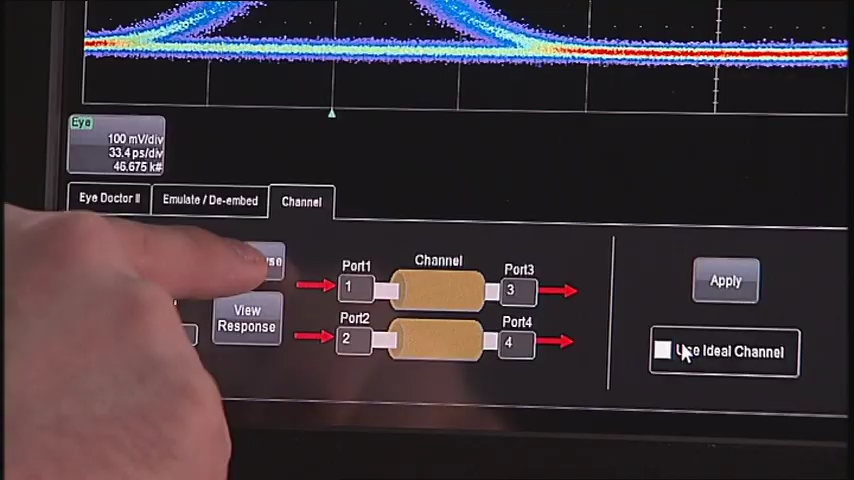 Eye
100 mV/div
33.4 ps/div
46.675 k#
Eye Doctor II
Emulate / De-embed
Channel
Port1
Channel
Port3
1
3
View
Response
Port2
Port4
2
4
Apply
Use Ideal Channel